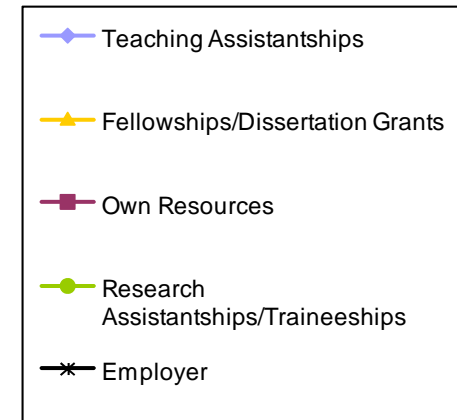 Teaching Assistantships
Fellowships/Dissertation Grants
Own Resources
Research
Assistantships/Traineeships
Employer